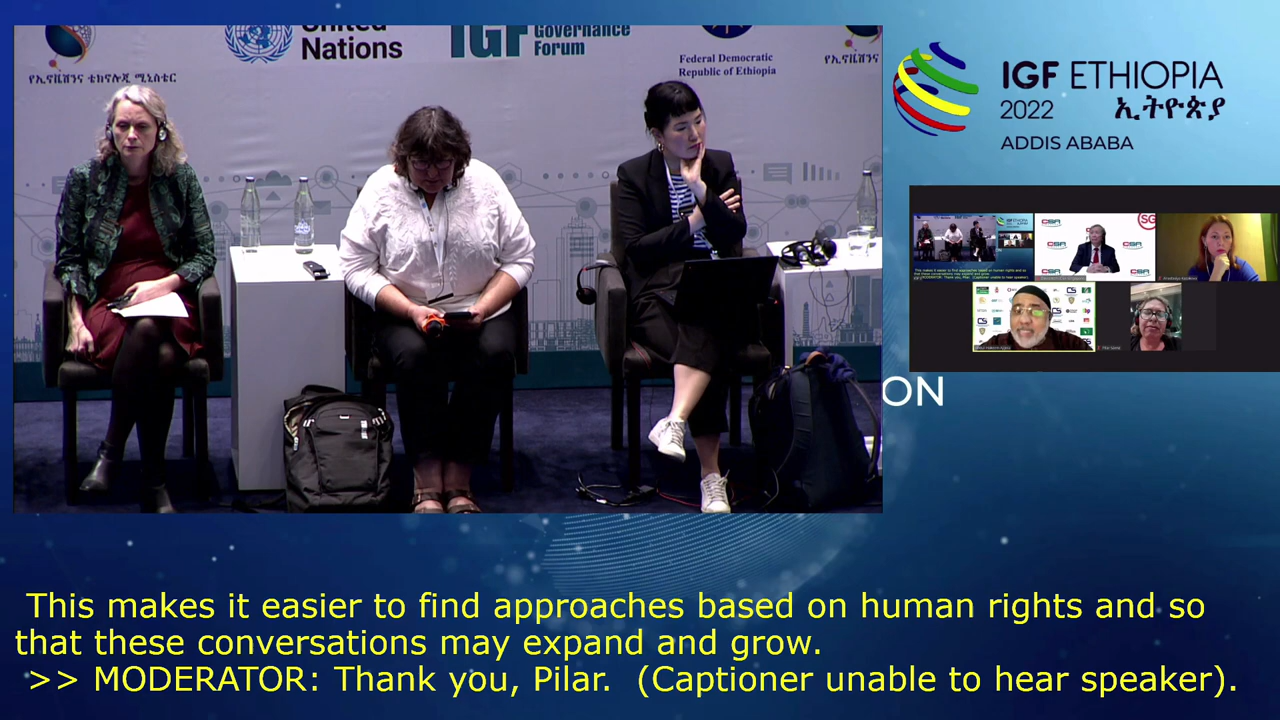 United
Nations
IGF
Governance
Forum
Federal Democratic
Republic of Ethiopia
የኢኖቬሽንና ቴክኖሎጂ ሚኒስቴር
የኢኖቬሽንና
IGF ETHIOPIA
2022 ኢትዮጵያ
ADDIS ABABA
CSA
SG
ON
This makes it easier to find approaches based on human rights and so
that these conversations may expand and grow.
>> MODERATOR: Thank you, Pilar. (Captioner unable to hear speaker).